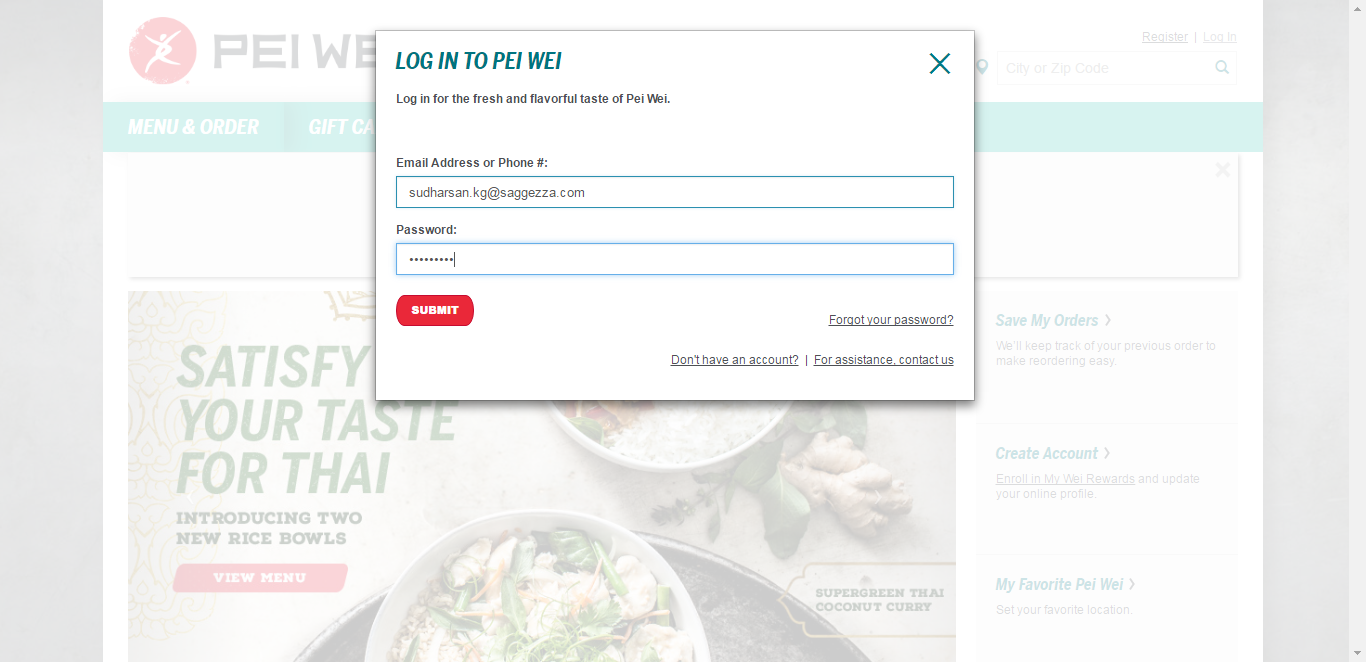 PEI WE
Register | Log In
City or Zip Code
MENU & ORDER
GIFT CA
LOG IN TO PEI WEI
Log in for the fresh and flavorful taste of Pei Wei.
Email Address or Phone #:
sudharsan.kg@saggezza.com
Password:
•••••••••
SUBMIT
Forgot your password?
Don't have an account? | For assistance, contact us
SATISFY
YOUR TASTE
FOR THAI
INTRODUCING TWO
NEW RICE BOWLS
VIEW MENU
SUPERGREEN THAI
COCONUT CURRY
Save My Orders
We'll keep track of your previous order to
make reordering easy.
Create Account
Enroll in My Wei Rewards and update
your online profile.
My Favorite Pei Wei
Set your favorite location.